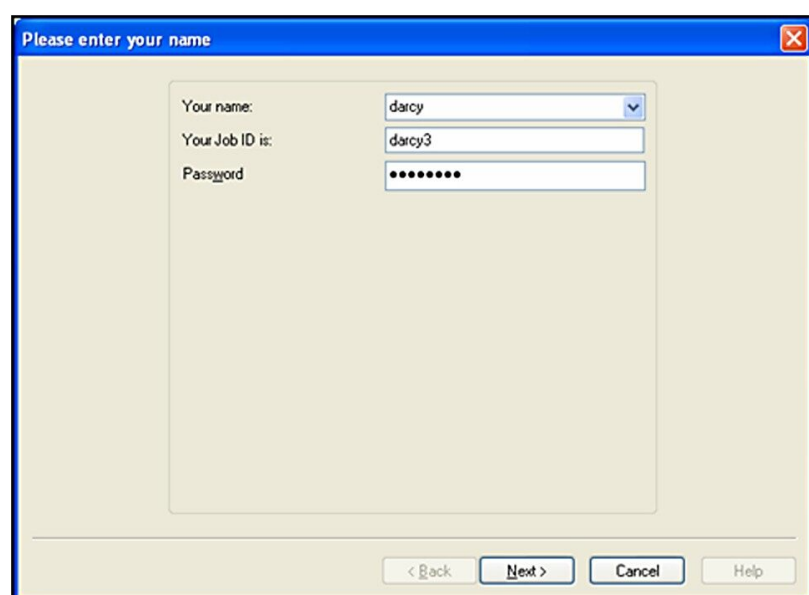 Please enter your name
Your name: darcy
Your Job ID is: darcy3
Password ••••••••
< Back Next > Cancel Help